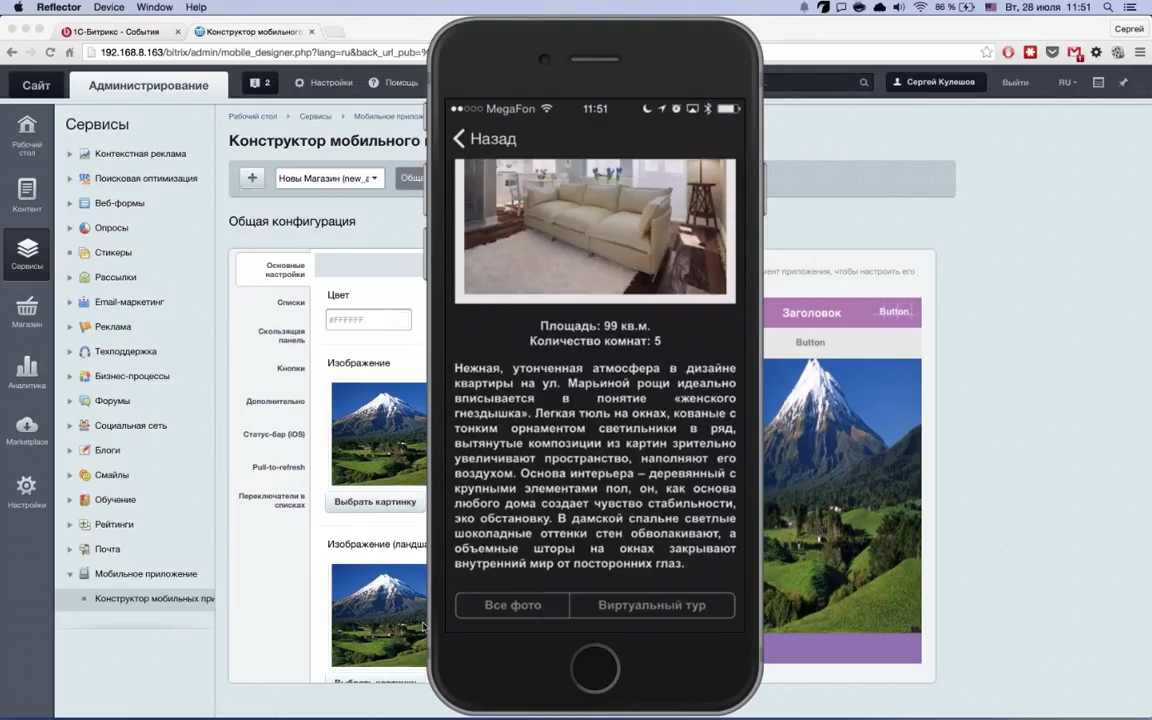 Reflector Device Window Help 86 % Вт, 28 июля 11:51
1С-Битрикс - События
Конструктор мобильного
Сергей
192.168.8.163/bitrix/admin/mobile_designer.php?lang=ru&back_url_pub=%
Сайт
Администрирование
2
Настройки
Помощь
Сергей Кулешов
Выйти
RU
Рабочий стол
Контент
Сервисы
Магазин
Аналитика
Marketplace
Настройки
Сервисы
Контекстная реклама
Поисковая оптимизация
Веб-формы
Опросы
Стикеры
Рассылки
Email-маркетинг
Реклама
Техподдержка
Бизнес-процессы
Форумы
Социальная сеть
Блоги
Смайлы
Обучение
Рейтинги
Почта
Мобильное приложение
Конструктор мобильных при
Рабочий стол Сервисы Мобильное прилож
Конструктор мобильного
Новы Магазин (new_a
Обща
Общая конфигурация
Основные
настройки
Списки
Скользящая
панель
Кнопки
Дополнительно
Статус-бар (iOS)
Pull-to-refresh
Переключатели в
списках
Цвет
#FFFFFF
Изображение
Выбрать картинку
Изображение (ландша
Выбрать картинку
MegaFon 11:51
Назад
Площадь: 99 кв.м.
Количество комнат: 5
Нежная, утонченная атмосфера в дизайне
квартиры на ул. Марьиной рощи идеально
вписывается в понятие «женского
гнездышка». Легкая тюль на окнах, кованые с
тонким орнаментом светильники в ряд,
вытянутые композиции из картин зрительно
увеличивают пространство, наполняют его
воздухом. Основа интерьера – деревянный с
крупными элементами пол, он, как основа
любого дома создает чувство стабильности,
эко обстановку. В дамской спальне светлые
шоколадные оттенки стен обволакивают, а
объемные шторы на окнах закрывают
внутренний мир от посторонних глаз.
Все фото
Виртуальный тур
мент приложения, чтобы настроить его
Заголовок
Button
Button